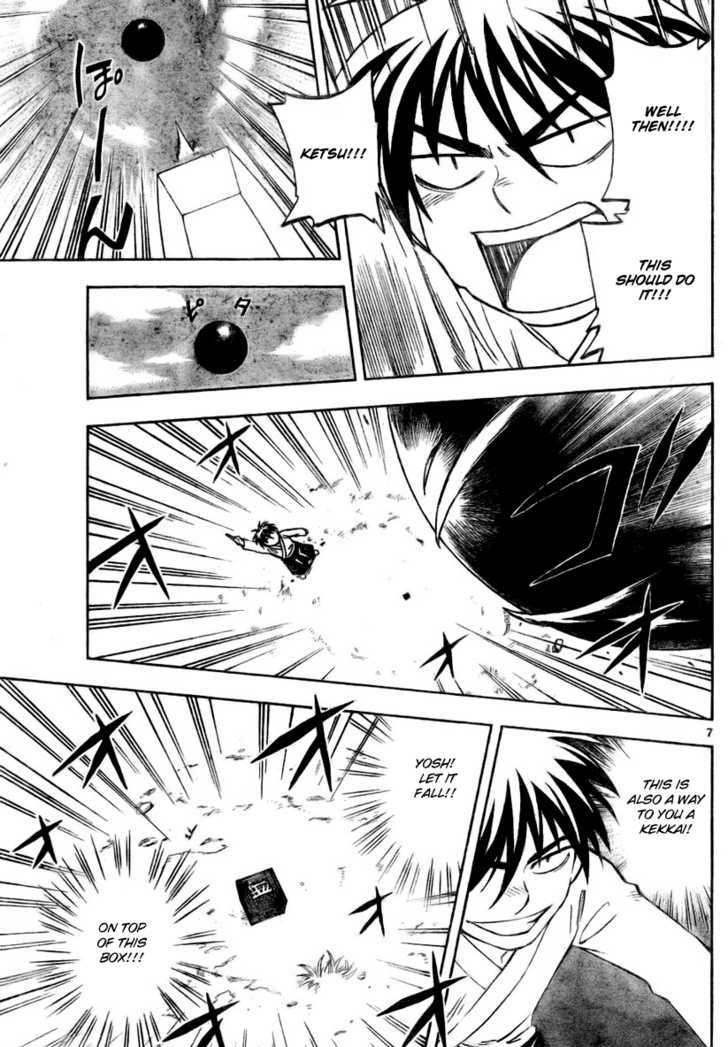 WELL
THEN!!!!
THIS
SHOULD DO
IT!!!
KETSU!!!
ぽーん
ピタ
ゴ
7
THIS IS
ALSO A WAY
TO YOU A
KEKKAI!
YOSH!
LET IT
FALL!!
ON TOP
OF THIS
BOX!!!